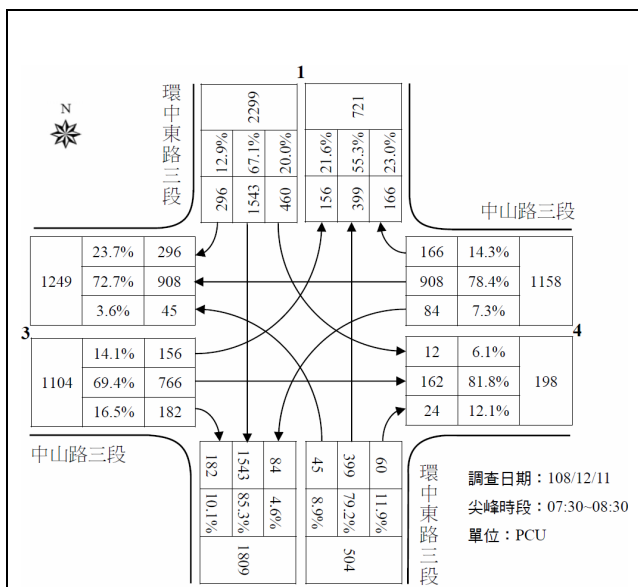 1
環中東路三段
N
2299
12.9% 67.1% 20.0%
296 1543 460
721
21.6% 55.3% 23.0%
156 399 166
中山路三段
1249
23.7% 296
72.7% 908
3.6% 45
166 14.3%
908 78.4%
84 7.3%
1158
3
4
1104
14.1% 156
69.4% 766
16.5% 182
12 6.1%
162 81.8%
24 12.1%
198
中山路三段
182 1543 84
10.1% 85.3% 4.6%
1809
45 399 60
8.9% 79.2% 11.9%
504
環中東路三段
調查日期：108/12/11
尖峰時段：07:30~08:30
單位：PCU